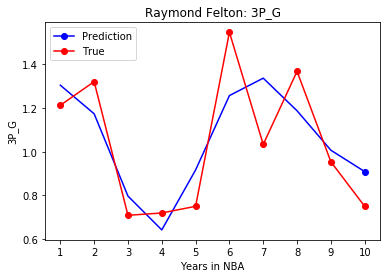 Raymond Felton: 3P_G
Prediction
True
1.4
1.2
1.0
0.8
0.6
3P_G
1 2 3 4 5 6 7 8 9 10
Years in NBA